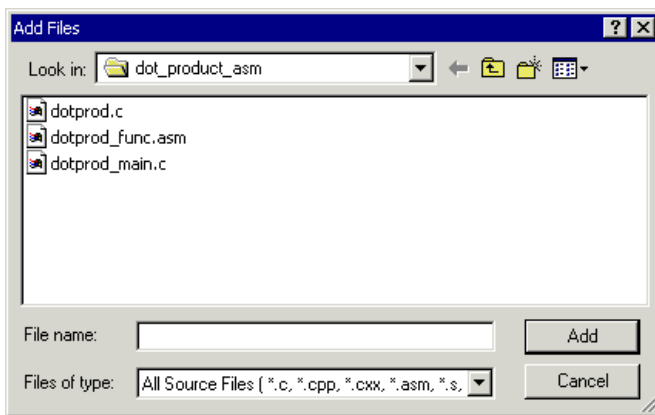 Add Files
Look in: dot_product_asm
dotprod.c
dotprod_func.asm
dotprod_main.c
File name: Add
Files of type: All Source Files ( *.c, *.cpp, *.cxx, *.asm, *.s, Cancel